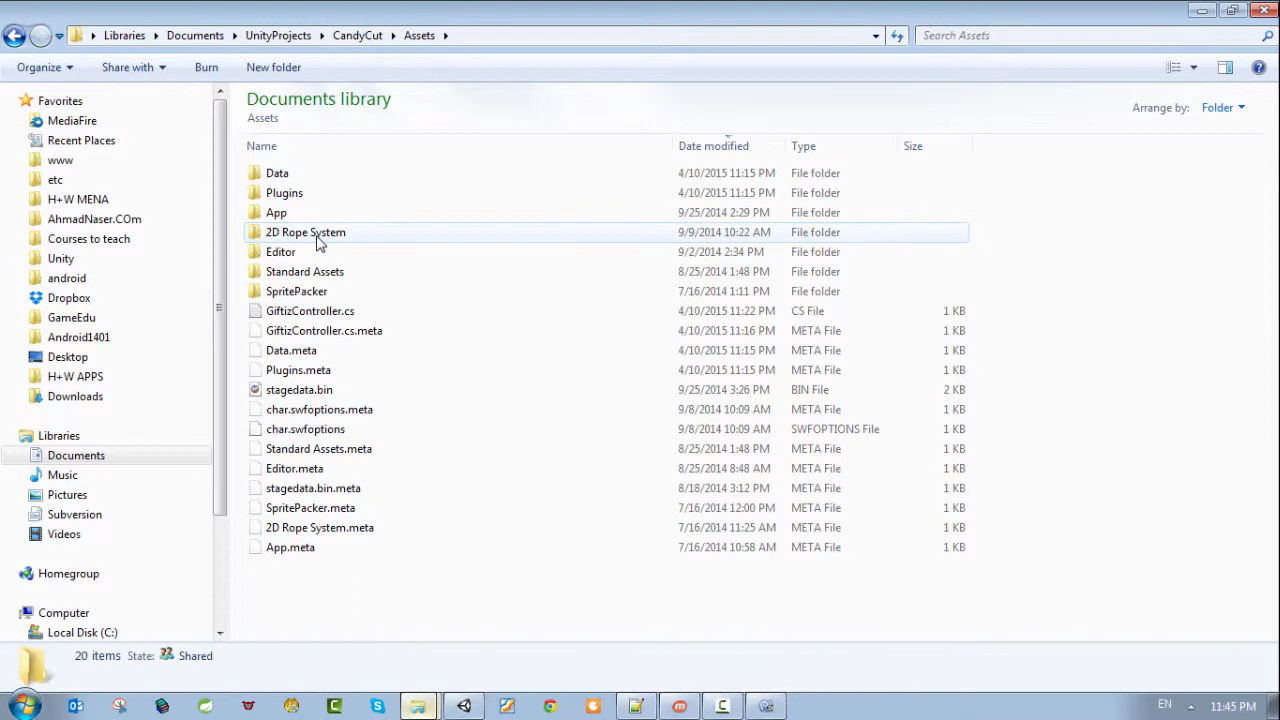 Libraries ▸ Documents ▸ UnityProjects ▸ CandyCut ▸ Assets ▸
Search Assets
Organize Share with Burn New folder
Favorites
MediaFire
Recent Places
www
etc
H+W MENA
AhmadNaser.COm
Courses to teach
Unity
android
Dropbox
GameEdu
Android1401
Desktop
H+W APPS
Downloads
Libraries
Documents
Music
Pictures
Subversion
Videos
Homegroup
Computer
Local Disk (C:)
Documents library
Assets
Arrange by: Folder
Name Date modified Type Size
Data 4/10/2015 11:15 PM File folder
Plugins 4/10/2015 11:15 PM File folder
App 9/25/2014 2:29 PM File folder
2D Rope System 9/9/2014 10:22 AM File folder
Editor 9/2/2014 2:34 PM File folder
Standard Assets 8/25/2014 1:48 PM File folder
SpritePacker 7/16/2014 1:11 PM File folder
GiftizController.cs 4/10/2015 11:22 PM CS File 1 KB
GiftizController.cs.meta 4/10/2015 11:16 PM META File 1 KB
Data.meta 4/10/2015 11:15 PM META File 1 KB
Plugins.meta 4/10/2015 11:15 PM META File 1 KB
stagedata.bin 9/25/2014 3:26 PM BIN File 2 KB
char.swfoptions.meta 9/8/2014 10:09 AM META File 1 KB
char.swfoptions 9/8/2014 10:09 AM SWFOPTIONS File 1 KB
Standard Assets.meta 8/25/2014 1:48 PM META File 1 KB
Editor.meta 8/25/2014 8:48 AM META File 1 KB
stagedata.bin.meta 8/18/2014 3:12 PM META File 1 KB
SpritePacker.meta 7/16/2014 12:00 PM META File 1 KB
2D Rope System.meta 7/16/2014 11:25 AM META File 1 KB
App.meta 7/16/2014 10:58 AM META File 1 KB
20 items State: Shared
EN 11:45 PM